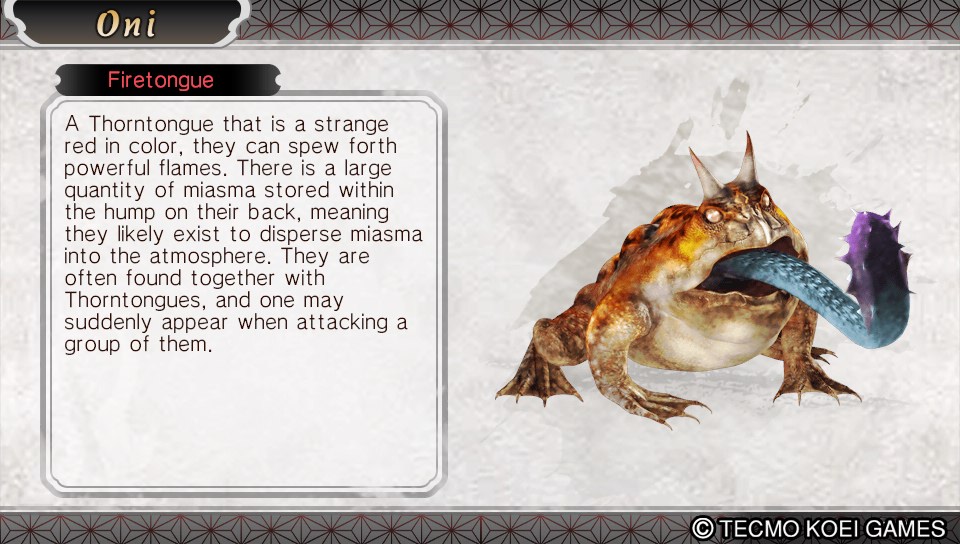 Oni
Firetongue
A Thorntongue that is a strange
red in color, they can spew forth
powerful flames. There is a large
quantity of miasma stored within
the hump on their back, meaning
they likely exist to disperse miasma
into the atmosphere. They are
often found together with
Thorntongues, and one may
suddenly appear when attacking a
group of them.
© TECMO KOEI GAMES